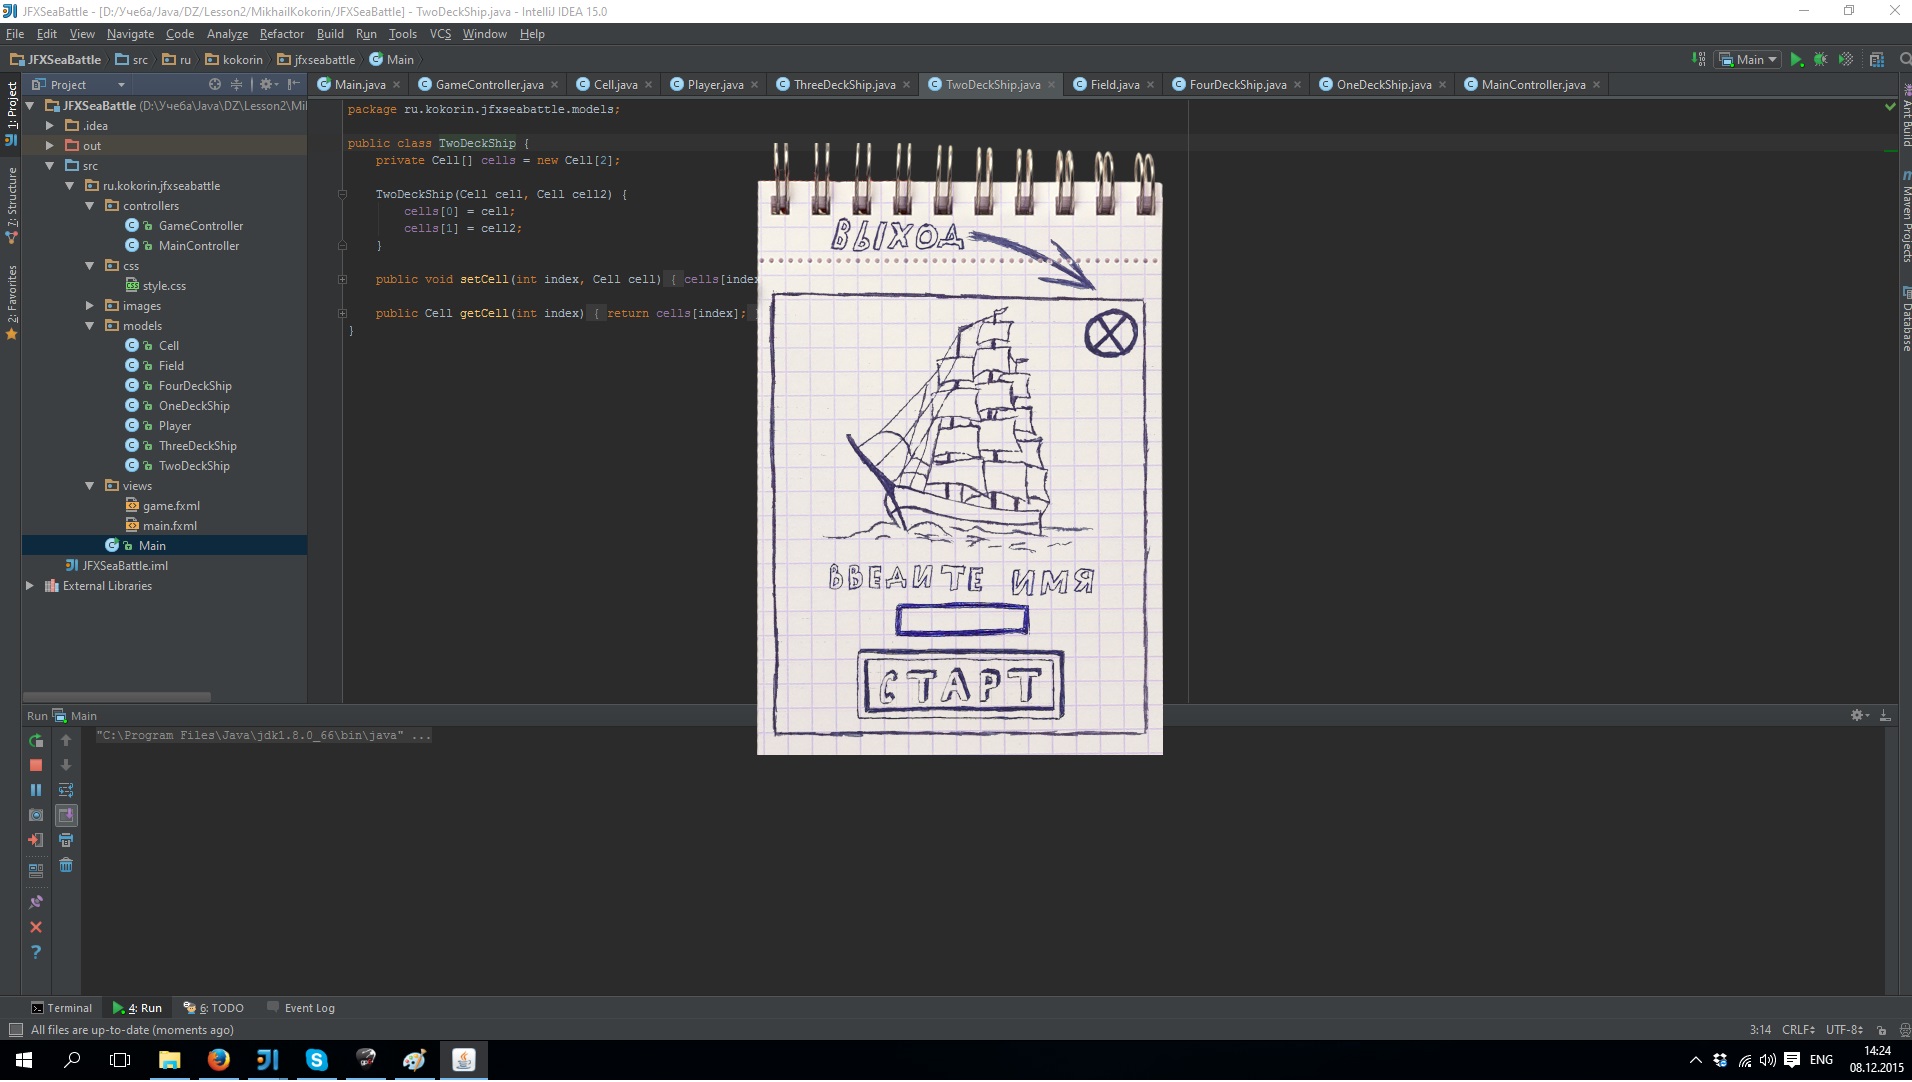 JFXSeaBattle - [D:/Учеба/Java/DZ/Lesson2/MikhailKokorin/JFXSeaBattle] - TwoDeckShip.java - IntelliJ IDEA 15.0
File Edit View Navigate Code Analyze Refactor Build Run Tools VCS Window Help
JFXSeaBattle src ru kokorin jfxseabattle Main
Main
Project
Main.java GameController.java Cell.java Player.java ThreeDeckShip.java TwoDeckShip.java Field.java FourDeckShip.java OneDeckShip.java MainController.java
1: Project
7: Structure
2: Favorites
JFXSeaBattle (D:\Учеба\Java\DZ\Lesson2\Mi
.idea
out
src
ru.kokorin.jfxseabattle
controllers
GameController
MainController
css
style.css
images
models
Cell
Field
FourDeckShip
OneDeckShip
Player
ThreeDeckShip
TwoDeckShip
views
game.fxml
main.fxml
Main
JFXSeaBattle.iml
External Libraries
package ru.kokorin.jfxseabattle.models;
public class TwoDeckShip {
private Cell[] cells = new Cell[2];
TwoDeckShip(Cell cell, Cell cell2) {
cells[0] = cell;
cells[1] = cell2;
}
public void setCell(int index, Cell cell) { cells[index
public Cell getCell(int index) { return cells[index];
}
ВЫХОД
ВВЕДИТЕ ИМЯ
СТАРТ
Ant Build
Maven Projects
Database
Run Main
"C:\Program Files\Java\jdk1.8.0_66\bin\java" ...
Terminal 4: Run 6: TODO Event Log
All files are up-to-date (moments ago)
3:14 CRLF UTF-8
ENG
14:24
08.12.2015